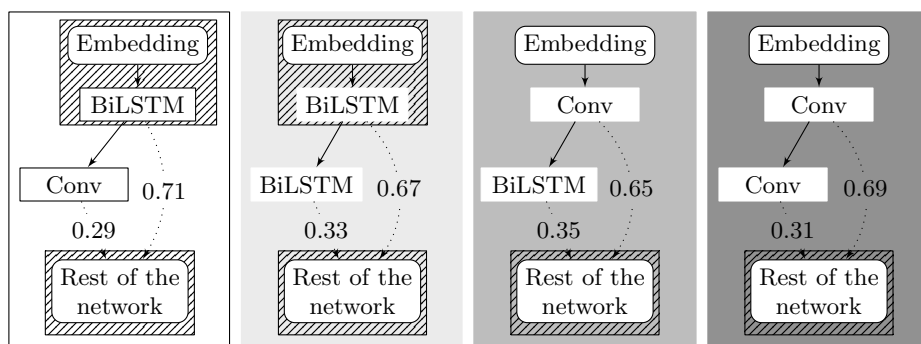 Embedding
BiLSTM
Conv
0.71
0.29
Rest of the
network
Embedding
BiLSTM
BiLSTM
0.67
0.33
Rest of the
network
Embedding
Conv
BiLSTM
0.65
0.35
Rest of the
network
Embedding
Conv
Conv
0.69
0.31
Rest of the
network